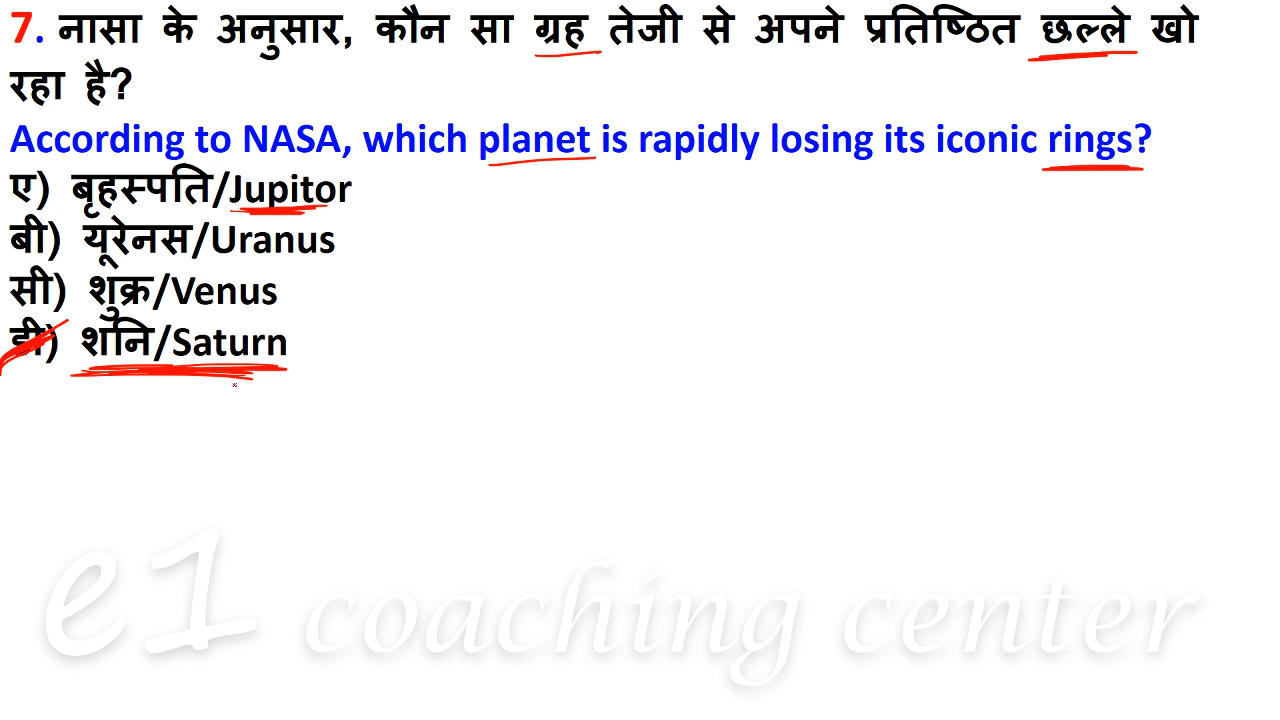 7. नासा के अनुसार, कौन सा ग्रह तेजी से अपने प्रतिष्ठित छल्ले खो
रहा है?
According to NASA, which planet is rapidly losing its iconic rings?
ए) बृहस्पति/Jupitor
बी) यूरेनस/Uranus
सी) शुक्र/Venus
डी) शनि/Saturn
e1 coaching center